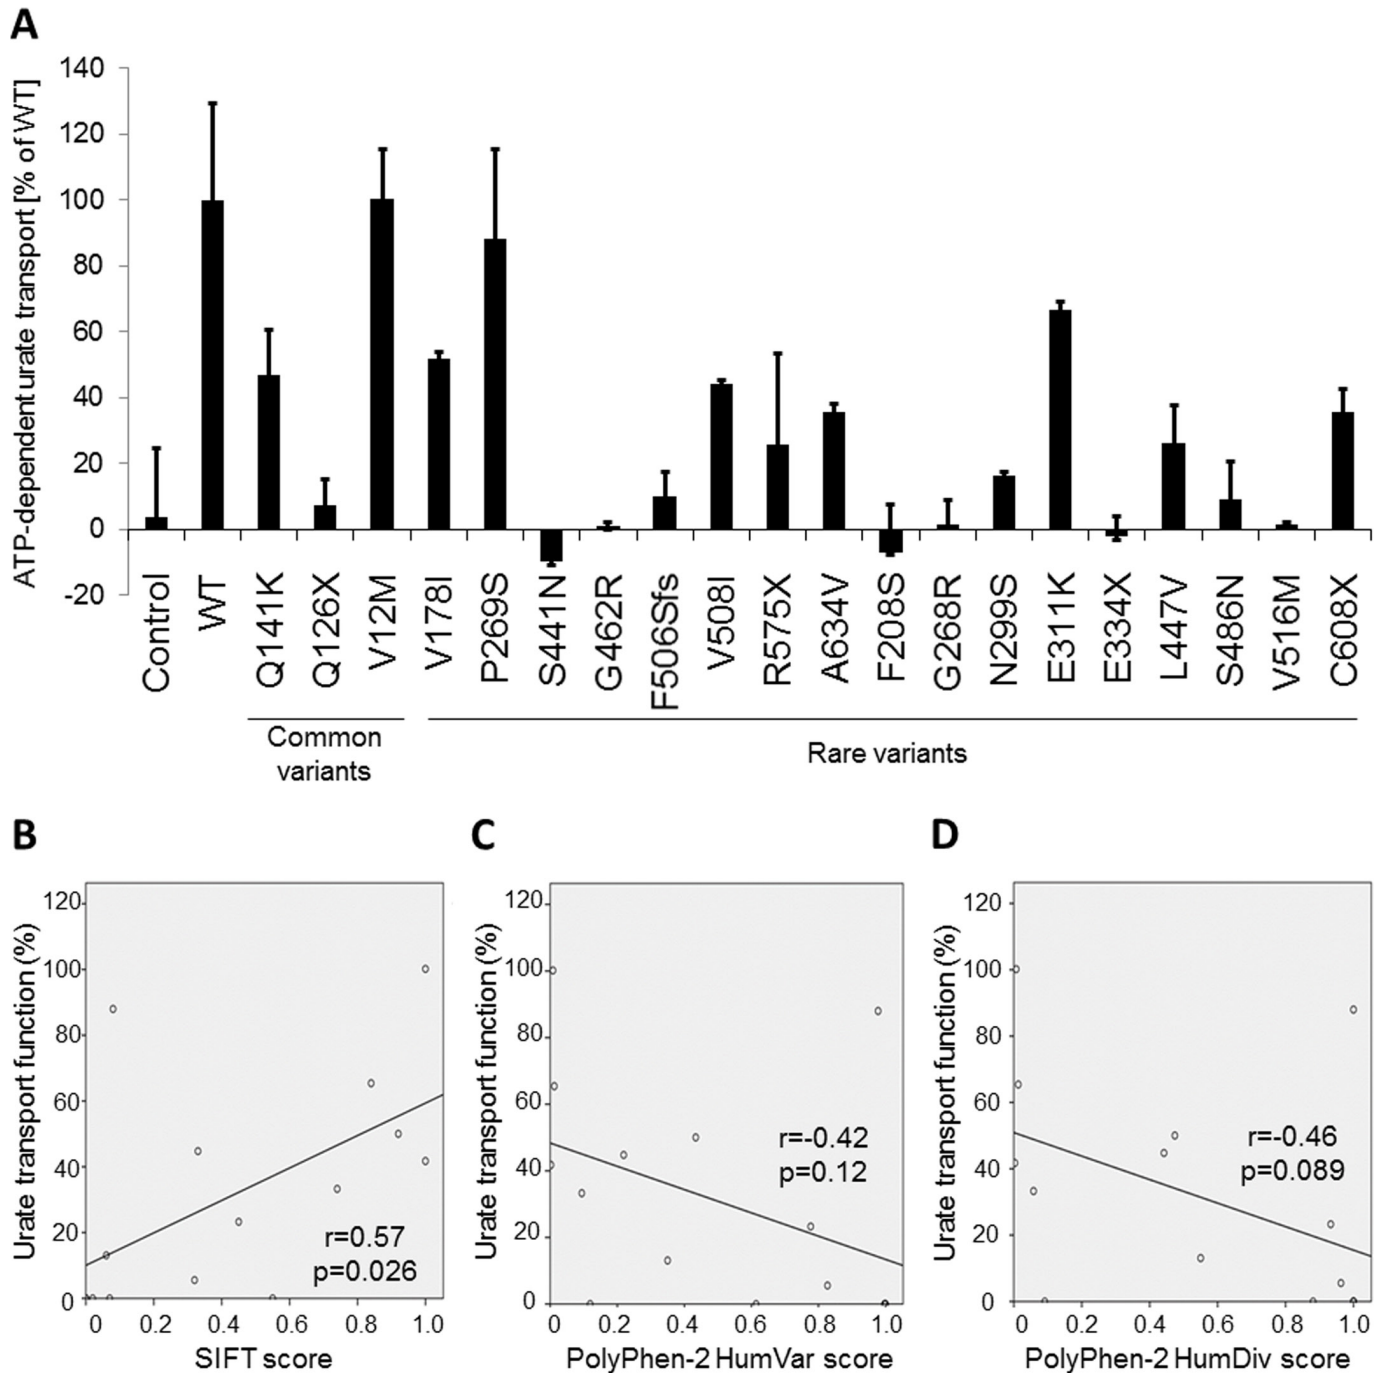 A
ATP-dependent urate transport [% of WT]
140
120
100
80
60
40
20
0
-20
Control
WT
Q141K
Q126X
V12M
V178I
P269S
S441N
G462R
F506Sfs
V508I
R575X
A634V
F208S
G268R
N299S
E311K
E334X
L447V
S486N
V516M
C608X
Common
variants
Rare variants
B
Urate transport function (%)
120
100
80
60
40
20
0
r=0.57
p=0.026
0 0.2 0.4 0.6 0.8 1.0
SIFT score
C
Urate transport function (%)
120
100
80
60
40
20
0
r=-0.42
p=0.12
0 0.2 0.4 0.6 0.8 1.0
PolyPhen-2 HumVar score
D
Urate transport function (%)
120
100
80
60
40
20
0
r=-0.46
p=0.089
0 0.2 0.4 0.6 0.8 1.0
PolyPhen-2 HumDiv score